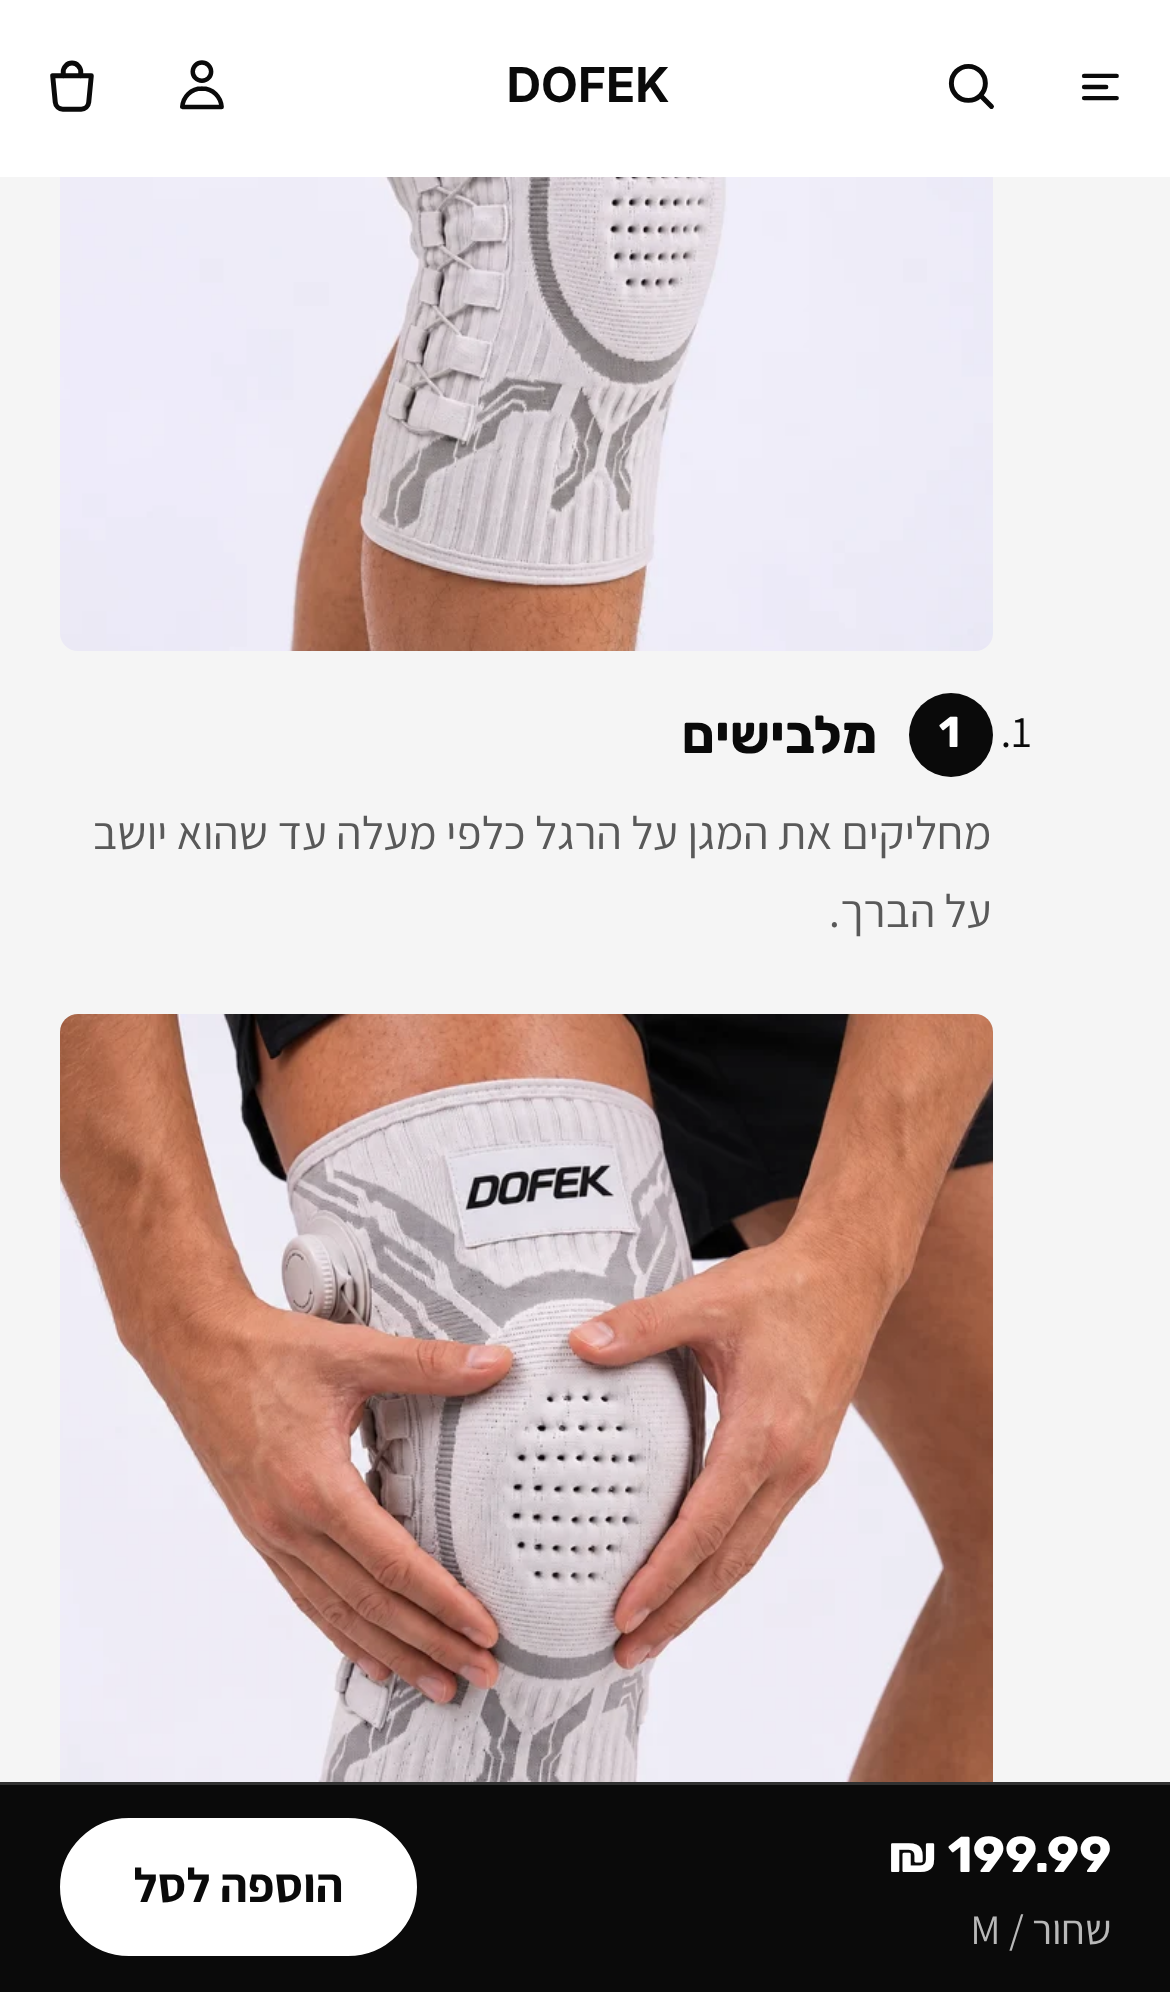 DOFEK
1. 1 מלבישים
מחליקים את המגן על הרגל כלפי מעלה עד שהוא יושב
על הברך.
DOFEK
199.99 ₪
שחור / M
הוספה לסל